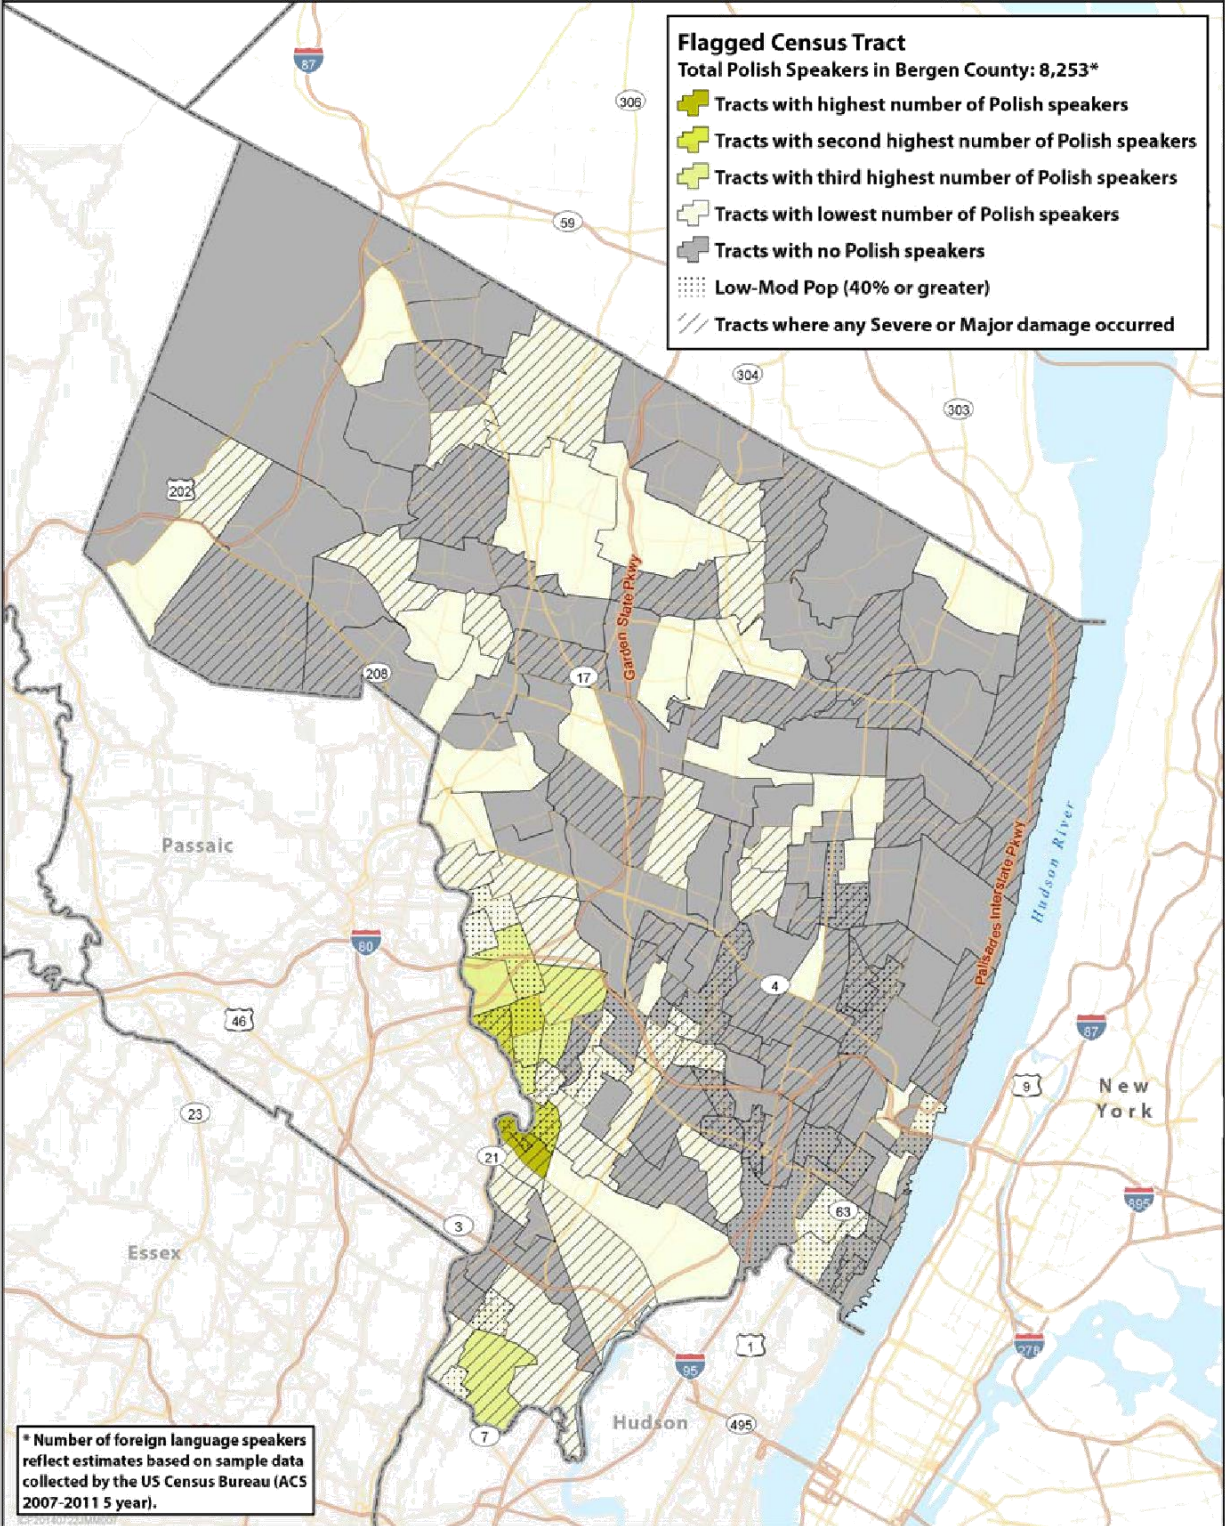 Flagged Census Tract
Total Polish Speakers in Bergen County: 8,253*
Tracts with highest number of Polish speakers
Tracts with second highest number of Polish speakers
Tracts with third highest number of Polish speakers
Tracts with lowest number of Polish speakers
Tracts with no Polish speakers
Low-Mod Pop (40% or greater)
Tracts where any Severe or Major damage occurred
87
306
59
304
303
202
Garden State Pkwy
208
17
Passaic
Hudson River
Palisades Interstate Pkwy
80
4
46
87
9
New
York
23
21
895
3
63
Essex
1
278
95
Hudson
495
7
* Number of foreign language speakers
reflect estimates based on sample data
collected by the US Census Bureau (ACS
2007-2011 5 year).